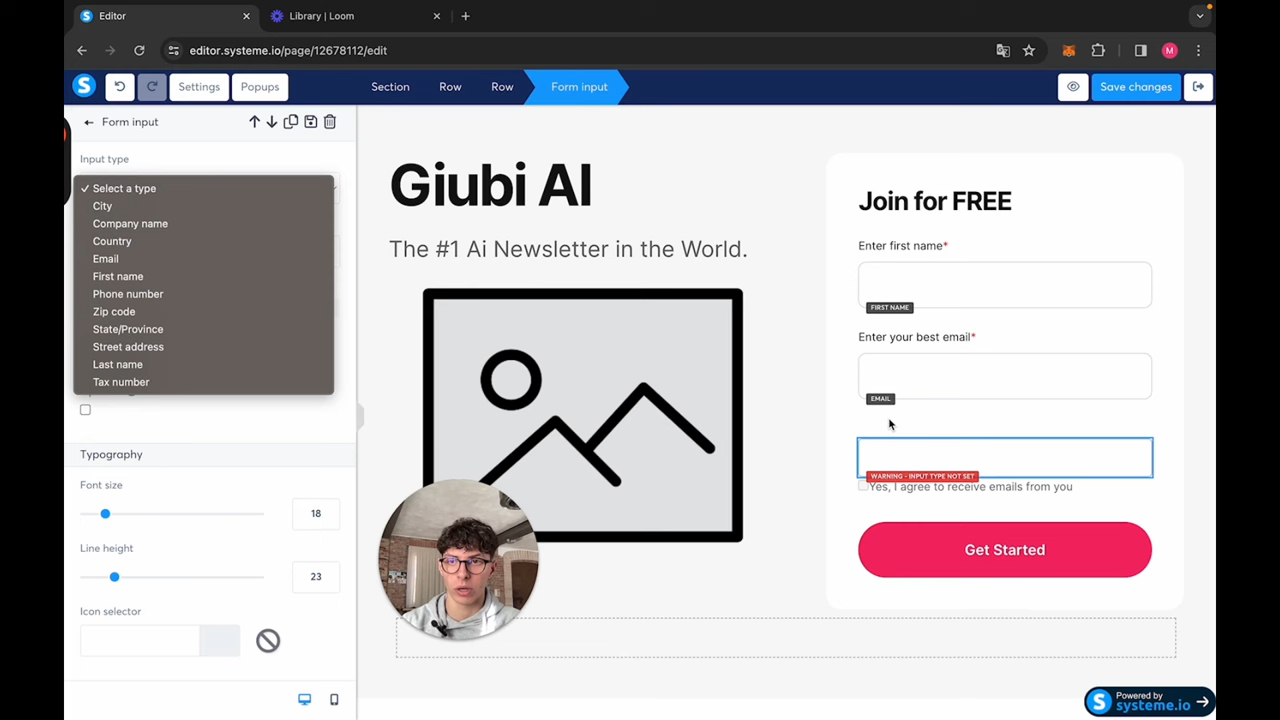 Editor
Library | Loom
editor.systeme.io/page/12678112/edit
M
S
Settings
Popups
Section
Row
Row
Form input
Save changes
Form input
Input type
Select a type
City
Company name
Country
Email
First name
Phone number
Zip code
State/Province
Street address
Last name
Tax number
Typography
Font size
18
Line height
23
Icon selector
Giubi AI
The #1 Ai Newsletter in the World.
Join for FREE
Enter first name*
FIRST NAME
Enter your best email*
EMAIL
WARNING - INPUT TYPE NOT SET
Yes, I agree to receive emails from you
Get Started
Powered by
systeme.io